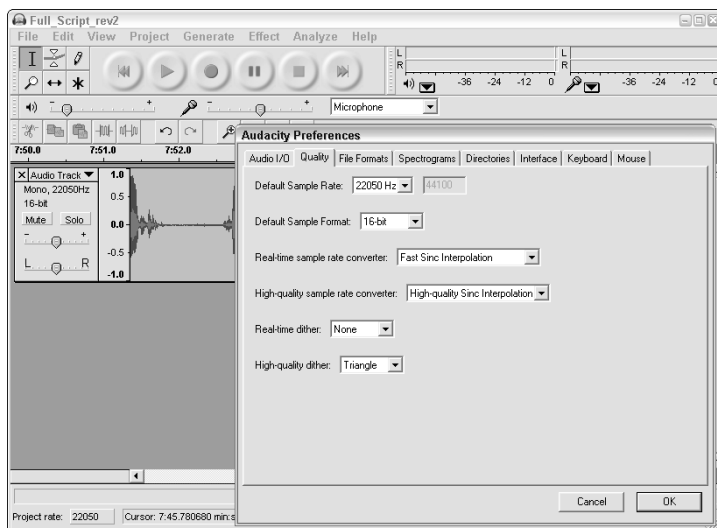 Full_Script_rev2
File Edit View Project Generate Effect Analyze Help
L
R
-36 -24 -12 0
L
R
-36 -24 -12 0
Microphone
7:50.0 7:51.0 7:52.0
Audio Track
Mono, 22050Hz
16-bit
Mute Solo
- +
L R
1.0
0.5
0.0
-0.5
-1.0
Audacity Preferences
Audio I/O Quality File Formats Spectrograms Directories Interface Keyboard Mouse
Default Sample Rate: 22050 Hz 44100
Default Sample Format: 16-bit
Real-time sample rate converter: Fast Sinc Interpolation
High-quality sample rate converter: High-quality Sinc Interpolation
Real-time dither: None
High-quality dither: Triangle
Cancel OK
Project rate: 22050 Cursor: 7:45.780680 min:s